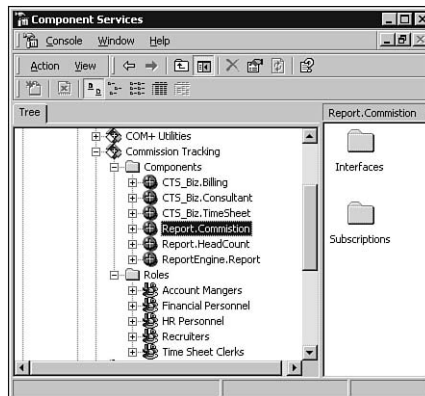 Component Services
Console Window Help
Action View
Tree
Report.Commistion
COM+ Utilities
Commission Tracking
Components
CTS_Biz.Billing
CTS_Biz.Consultant
CTS_Biz.TimeSheet
Report.Commistion
Report.HeadCount
ReportEngine.Report
Roles
Account Mangers
Financial Personnel
HR Personnel
Recruiters
Time Sheet Clerks
Interfaces
Subscriptions